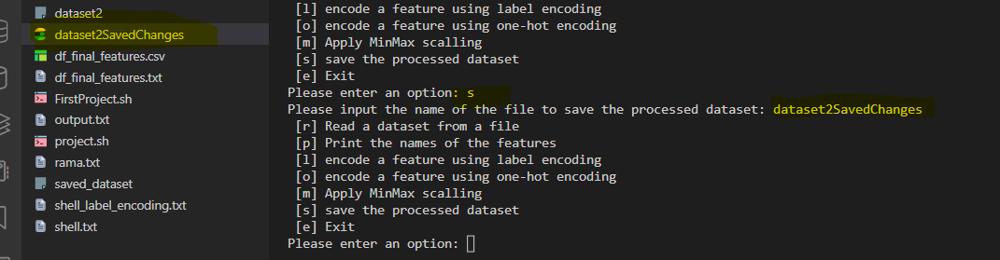 dataset2
dataset2SavedChanges
df_final_features.csv
df_final_features.txt
FirstProject.sh
output.txt
project.sh
rama.txt
saved_dataset
shell_label_encoding.txt
shell.txt
[l] encode a feature using label encoding
[o] encode a feature using one-hot encoding
[m] Apply MinMax scalling
[s] save the processed dataset
[e] Exit
Please enter an option: s
Please input the name of the file to save the processed dataset: dataset2SavedChanges
[r] Read a dataset from a file
[p] Print the names of the features
[l] encode a feature using label encoding
[o] encode a feature using one-hot encoding
[m] Apply MinMax scalling
[s] save the processed dataset
[e] Exit
Please enter an option: